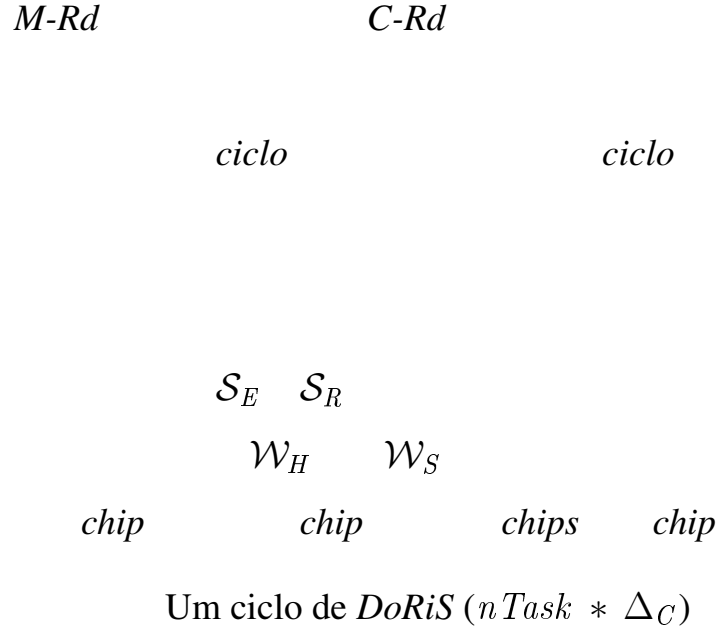 M-Rd C-Rd
ciclo ciclo
𝒮_E 𝒮_R
𝒲_H 𝒲_S
chip chip chips chip
Um ciclo de DoRiS (nTask * Δ_C)